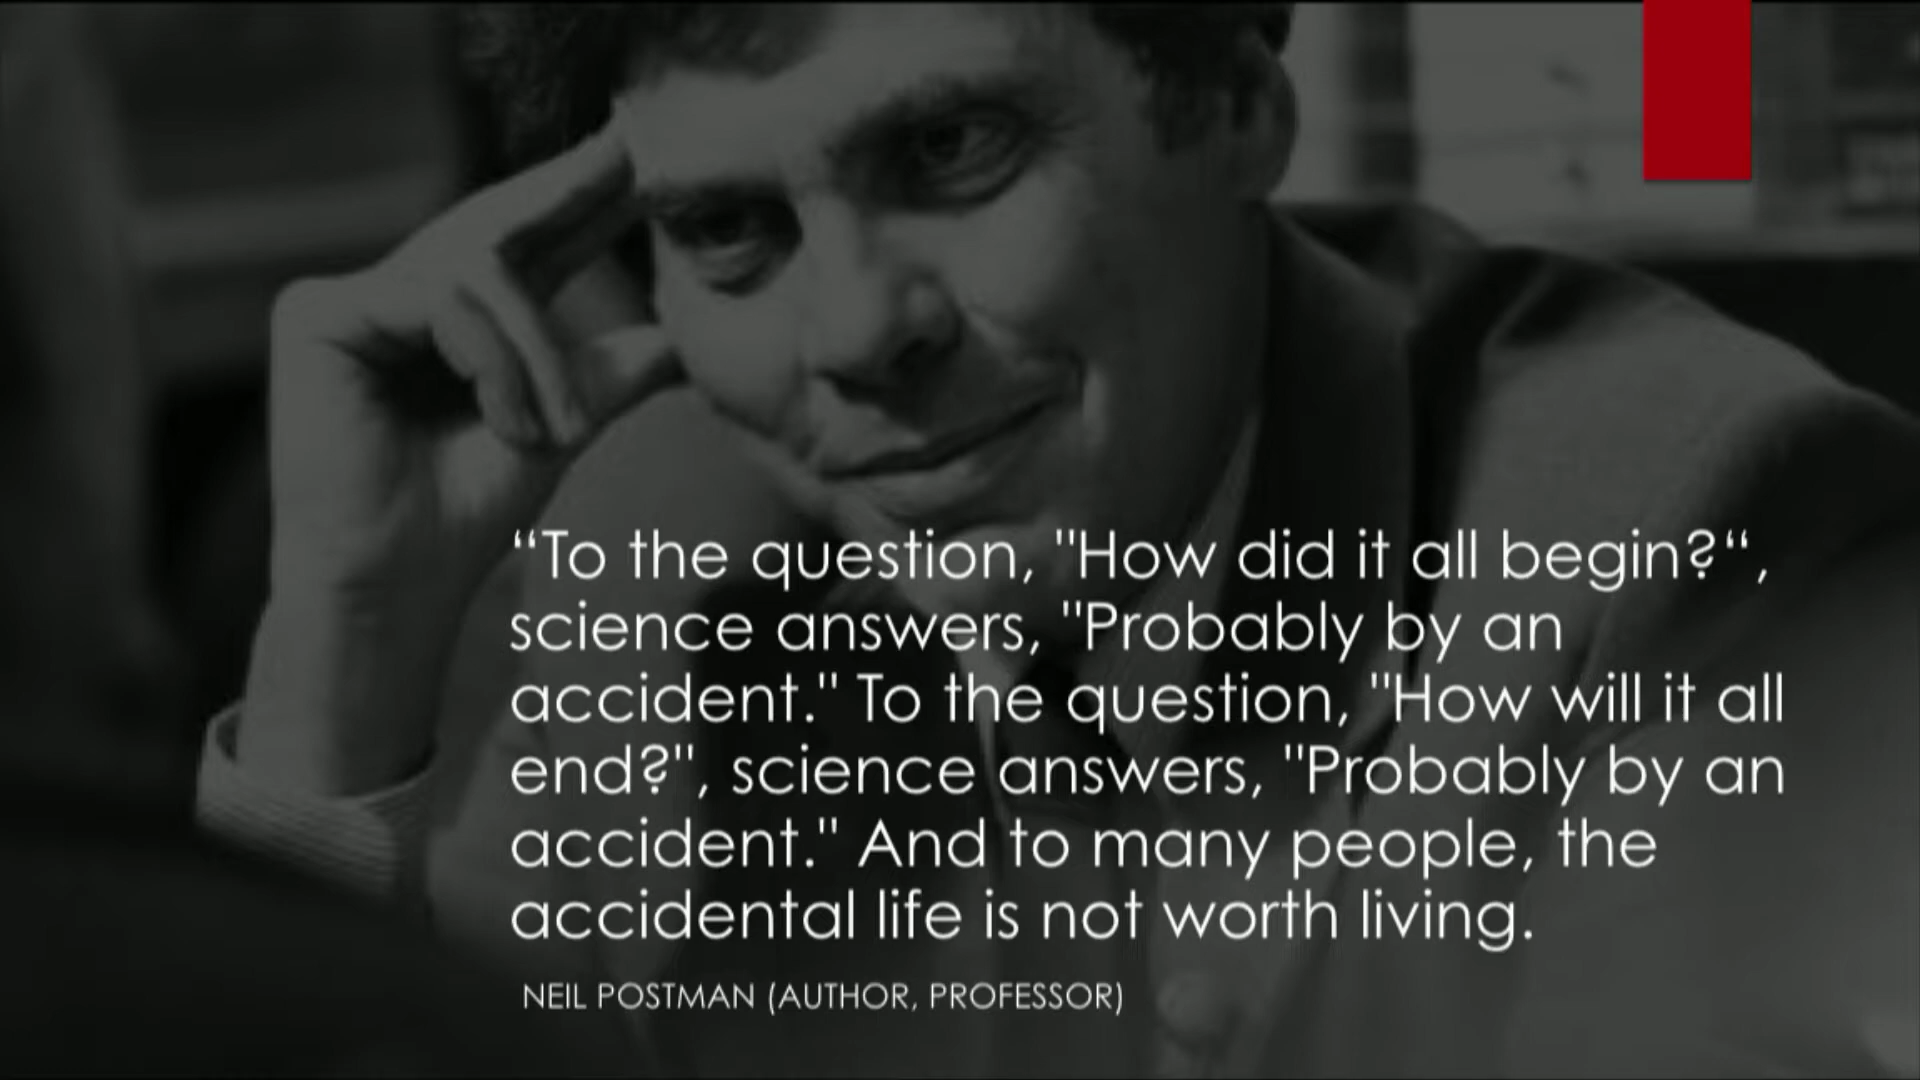 “To the question, "How did it all begin?“,
science answers, "Probably by an
accident." To the question, "How will it all
end?", science answers, "Probably by an
accident." And to many people, the
accidental life is not worth living.
NEIL POSTMAN (AUTHOR, PROFESSOR)